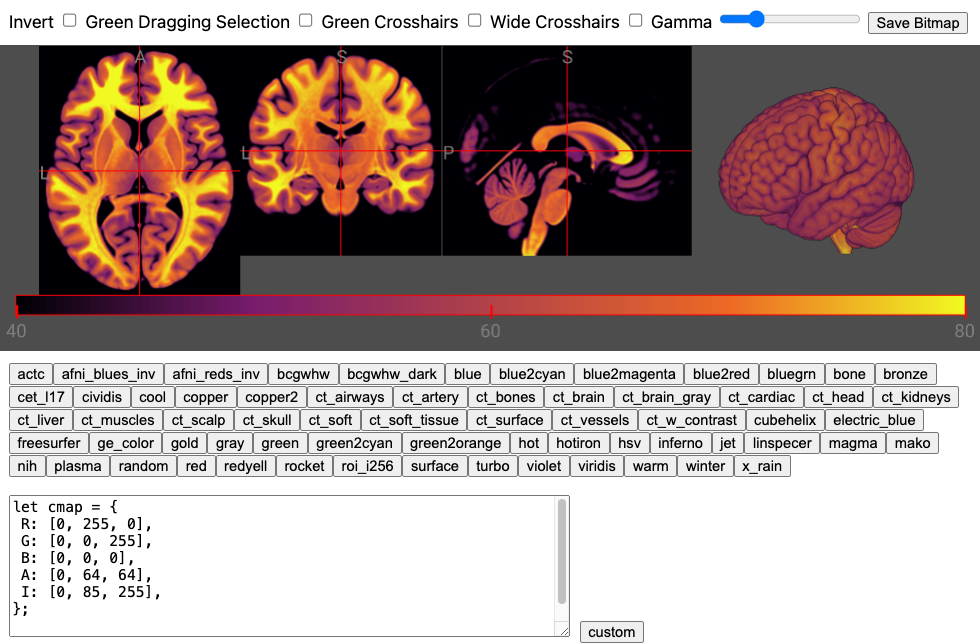 Invert Green Dragging Selection Green Crosshairs Wide Crosshairs Gamma Save Bitmap
A S S
L L P
40 60 80
actc afni_blues_inv afni_reds_inv bcgwhw bcgwhw_dark blue blue2cyan blue2magenta blue2red bluegrn bone bronze
cet_l17 cividis cool copper copper2 ct_airways ct_artery ct_bones ct_brain ct_brain_gray ct_cardiac ct_head ct_kidneys
ct_liver ct_muscles ct_scalp ct_skull ct_soft ct_soft_tissue ct_surface ct_vessels ct_w_contrast cubehelix electric_blue
freesurfer ge_color gold gray green green2cyan green2orange hot hotiron hsv inferno jet linspecer magma mako
nih plasma random red redyell rocket roi_i256 surface turbo violet viridis warm winter x_rain
let cmap = {
R: [0, 255, 0],
G: [0, 0, 255],
B: [0, 0, 0],
A: [0, 64, 64],
I: [0, 85, 255],
};
custom